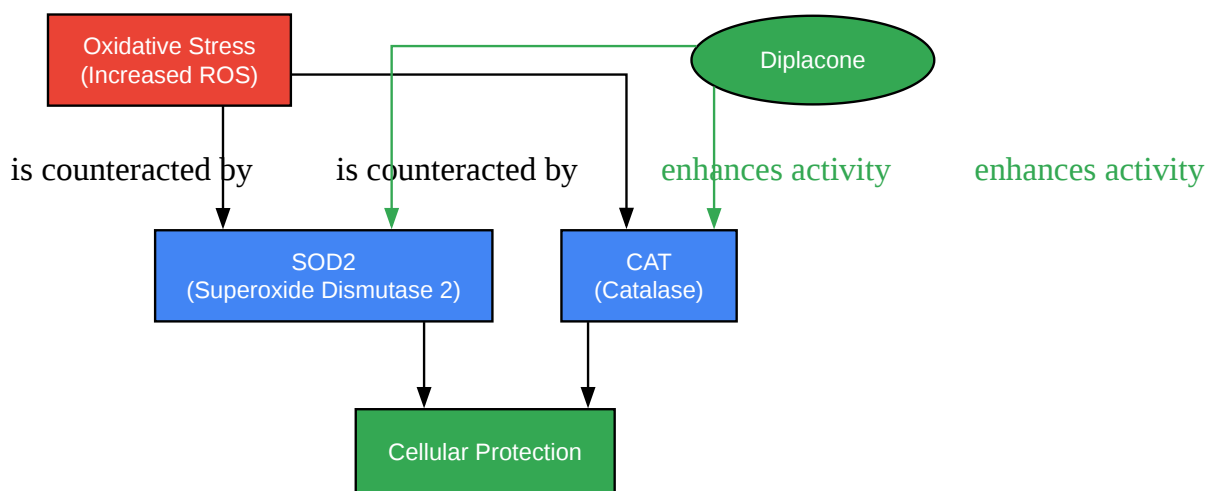 Oxidative Stress
(Increased ROS)
Diplacone
is counteracted by
is counteracted by
enhances activity
enhances activity
SOD2
(Superoxide Dismutase 2)
CAT
(Catalase)
Cellular Protection